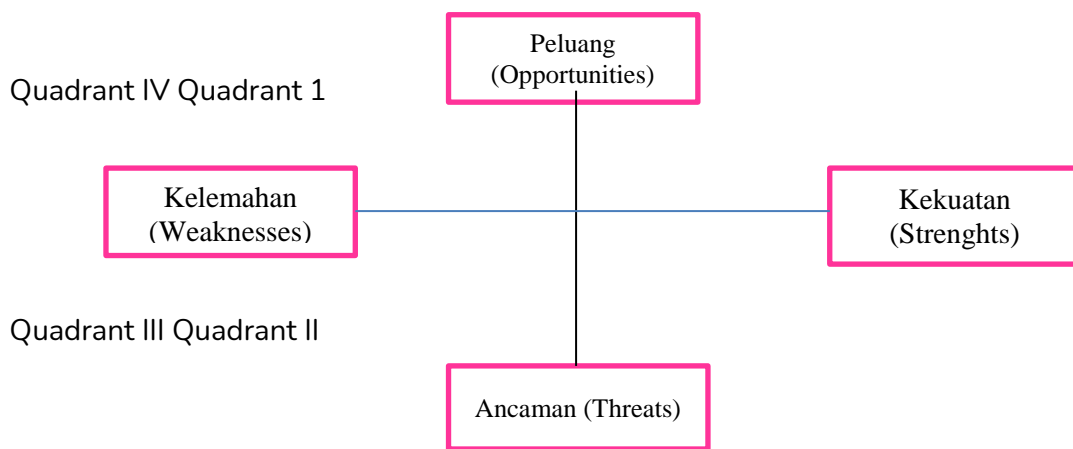 Peluang
(Opportunities)
Quadrant IV Quadrant 1
Kelemahan
(Weaknesses)
Kekuatan
(Strenghts)
Quadrant III Quadrant II
Ancaman (Threats)